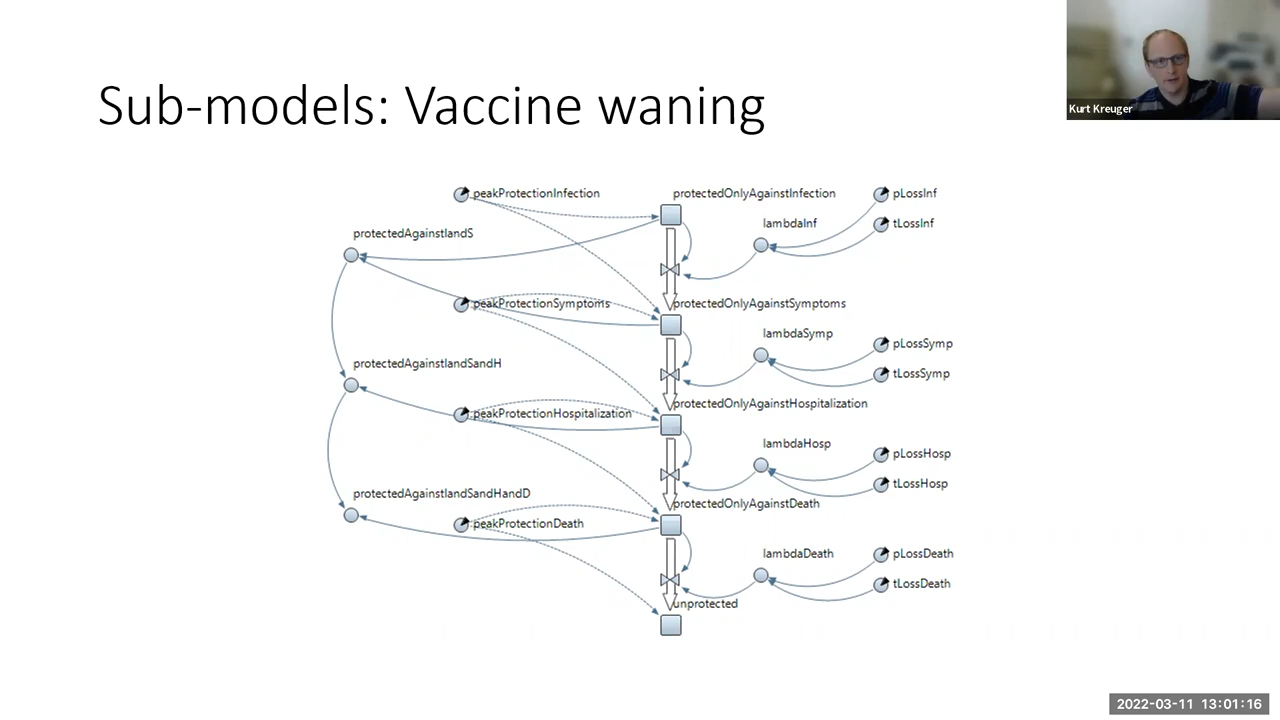 Kurt Kreuger
Sub-models: Vaccine waning
peakProtectionInfection
protectedOnlyAgainstInfection
pLossInf
lambdaInf
tLossInf
protectedAgainstIandS
peakProtectionSymptoms
protectedOnlyAgainstSymptoms
lambdaSymp
pLossSymp
tLossSymp
protectedAgainstIandSandH
peakProtectionHospitalization
protectedOnlyAgainstHospitalization
lambdaHosp
pLossHosp
tLossHosp
protectedAgainstIandSandHandD
peakProtectionDeath
protectedOnlyAgainstDeath
lambdaDeath
pLossDeath
tLossDeath
unprotected
2022-03-11 13:01:16